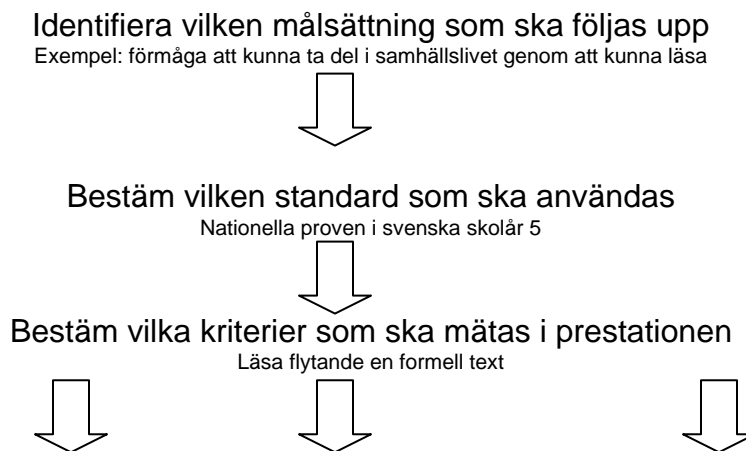 Identifiera vilken målsättning som ska följas upp
Exempel: förmåga att kunna ta del i samhällslivet genom att kunna läsa
Bestäm vilken standard som ska användas
Nationella proven i svenska skolår 5
Bestäm vilka kriterier som ska mätas i prestationen
Läsa flytande en formell text